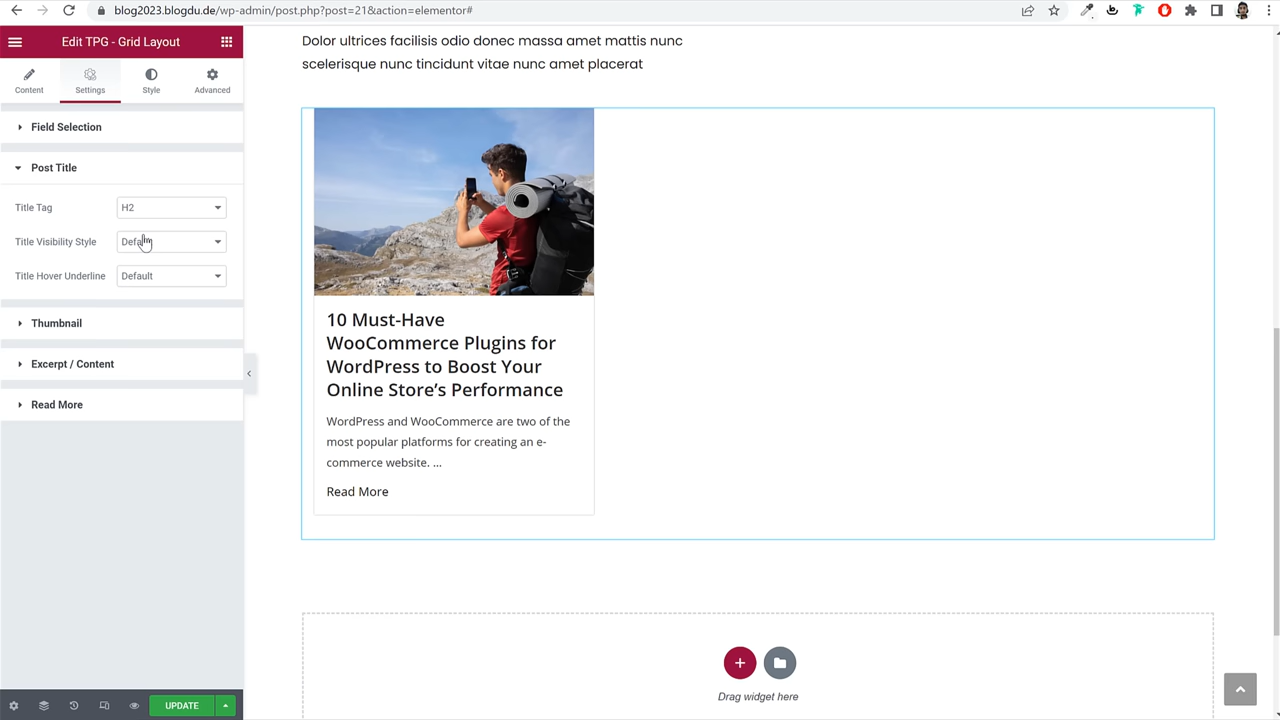 blog2023.blogdu.de/wp-admin/post.php?post=21&action=elementor#
Edit TPG - Grid Layout
Content
Settings
Style
Advanced
Field Selection
Post Title
Title Tag
H2
Title Visibility Style
Title Hover Underline
Default
Thumbnail
Excerpt / Content
Read More
UPDATE
Dolor ultrices facilisis odio donec massa amet mattis nunc
scelerisque nunc tincidunt vitae nunc amet placerat
10 Must-Have
WooCommerce Plugins for
WordPress to Boost Your
Online Store’s Performance
WordPress and WooCommerce are two of the
most popular platforms for creating an e-
commerce website. ...
Read More
Drag widget here